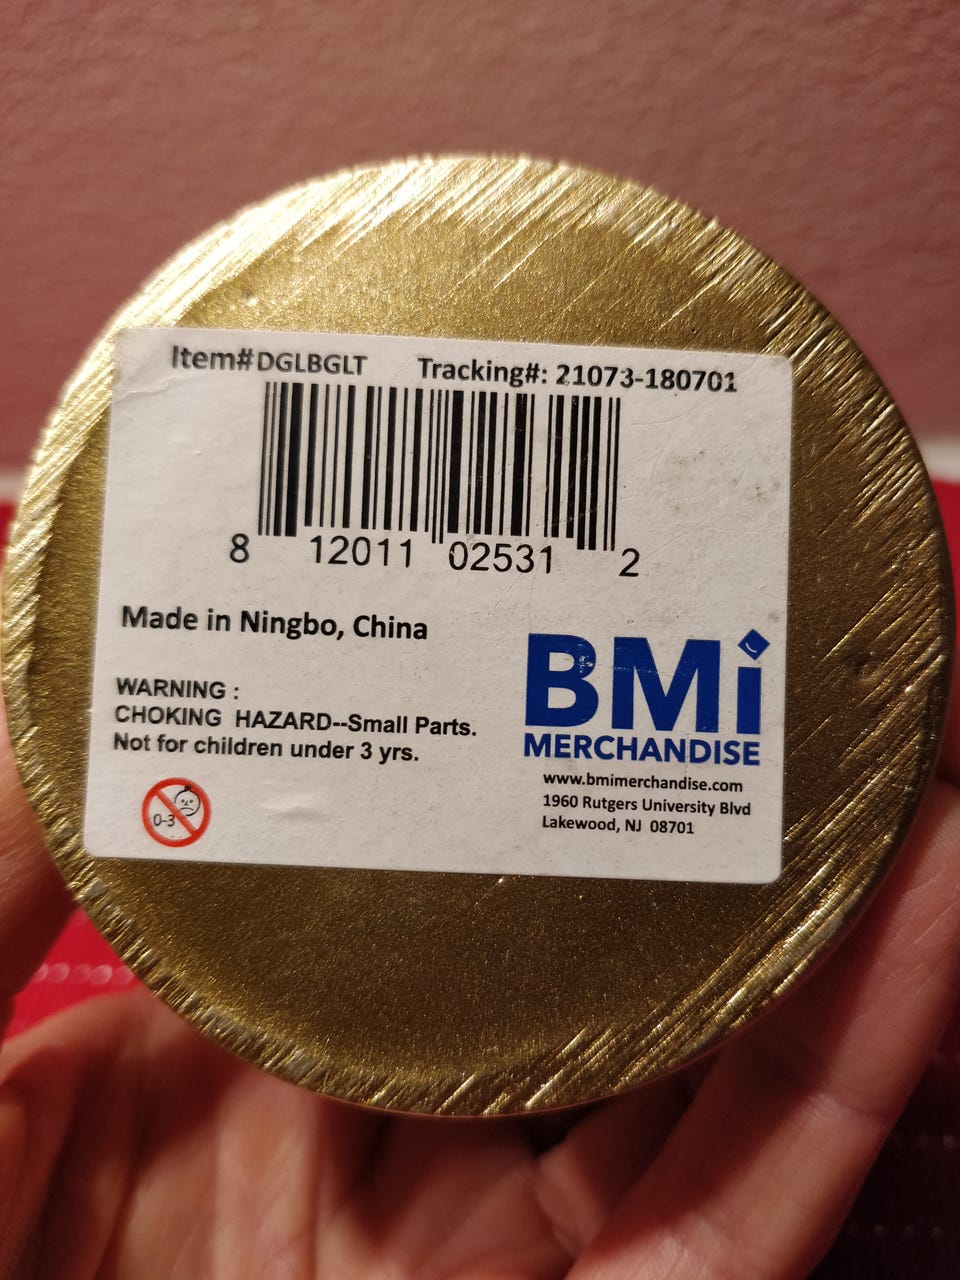 Item# DGLBGLT Tracking#: 21073-180701
8 12011 02531 2
Made in Ningbo, China
WARNING :
CHOKING HAZARD--Small Parts.
Not for children under 3 yrs.
0-3
BMi
MERCHANDISE
www.bmimerchandise.com
1960 Rutgers University Blvd
Lakewood, NJ 08701